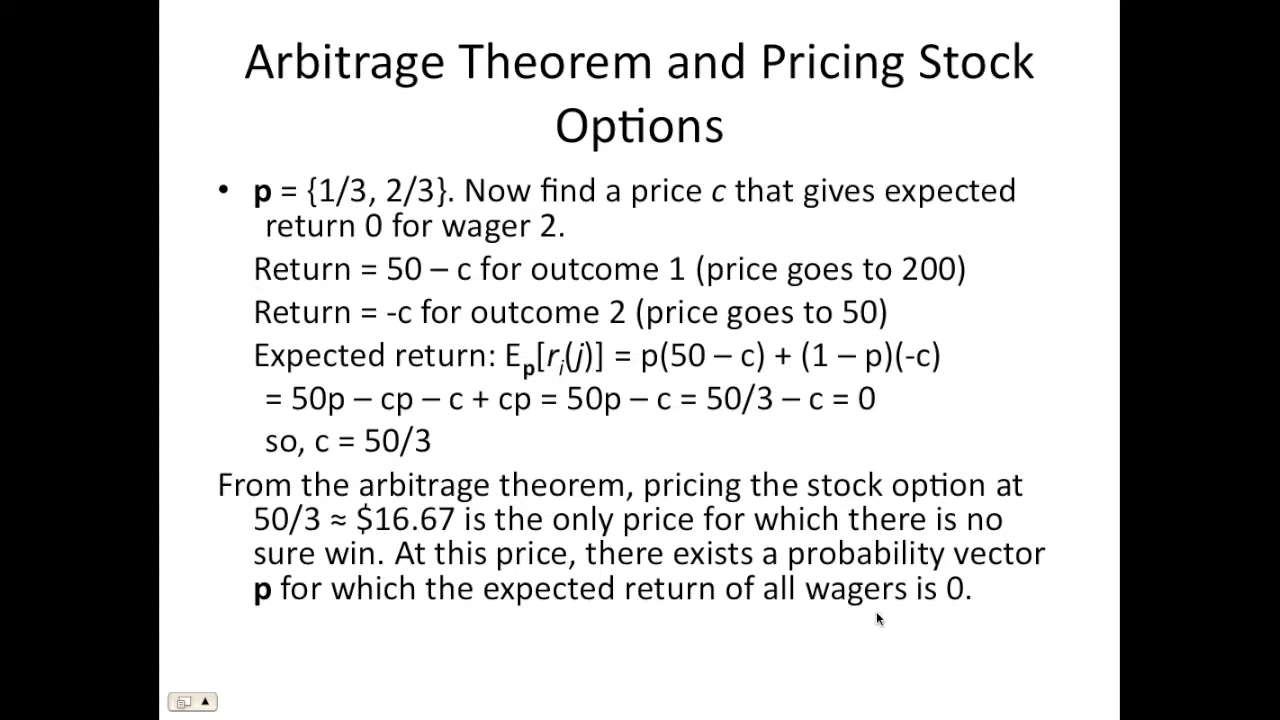 Arbitrage Theorem and Pricing Stock
Options
• p = {1/3, 2/3}. Now find a price c that gives expected
return 0 for wager 2.
Return = 50 – c for outcome 1 (price goes to 200)
Return = -c for outcome 2 (price goes to 50)
Expected return: Eₚ[rᵢ(j)] = p(50 – c) + (1 – p)(-c)
= 50p – cp – c + cp = 50p – c = 50/3 – c = 0
so, c = 50/3
From the arbitrage theorem, pricing the stock option at
50/3 ≈ $16.67 is the only price for which there is no
sure win. At this price, there exists a probability vector
p for which the expected return of all wagers is 0.